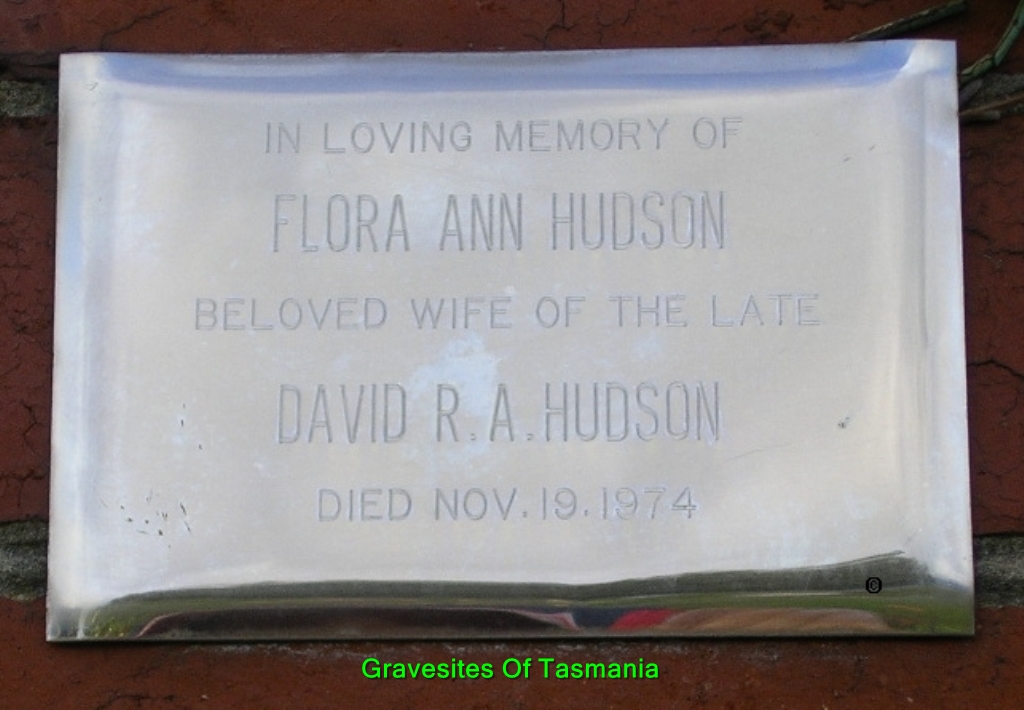 IN LOVING MEMORY OF
FLORA ANN HUDSON
BELOVED WIFE OF THE LATE
DAVID R.A.HUDSON
DIED NOV.19.1974
©
Gravesites Of Tasmania